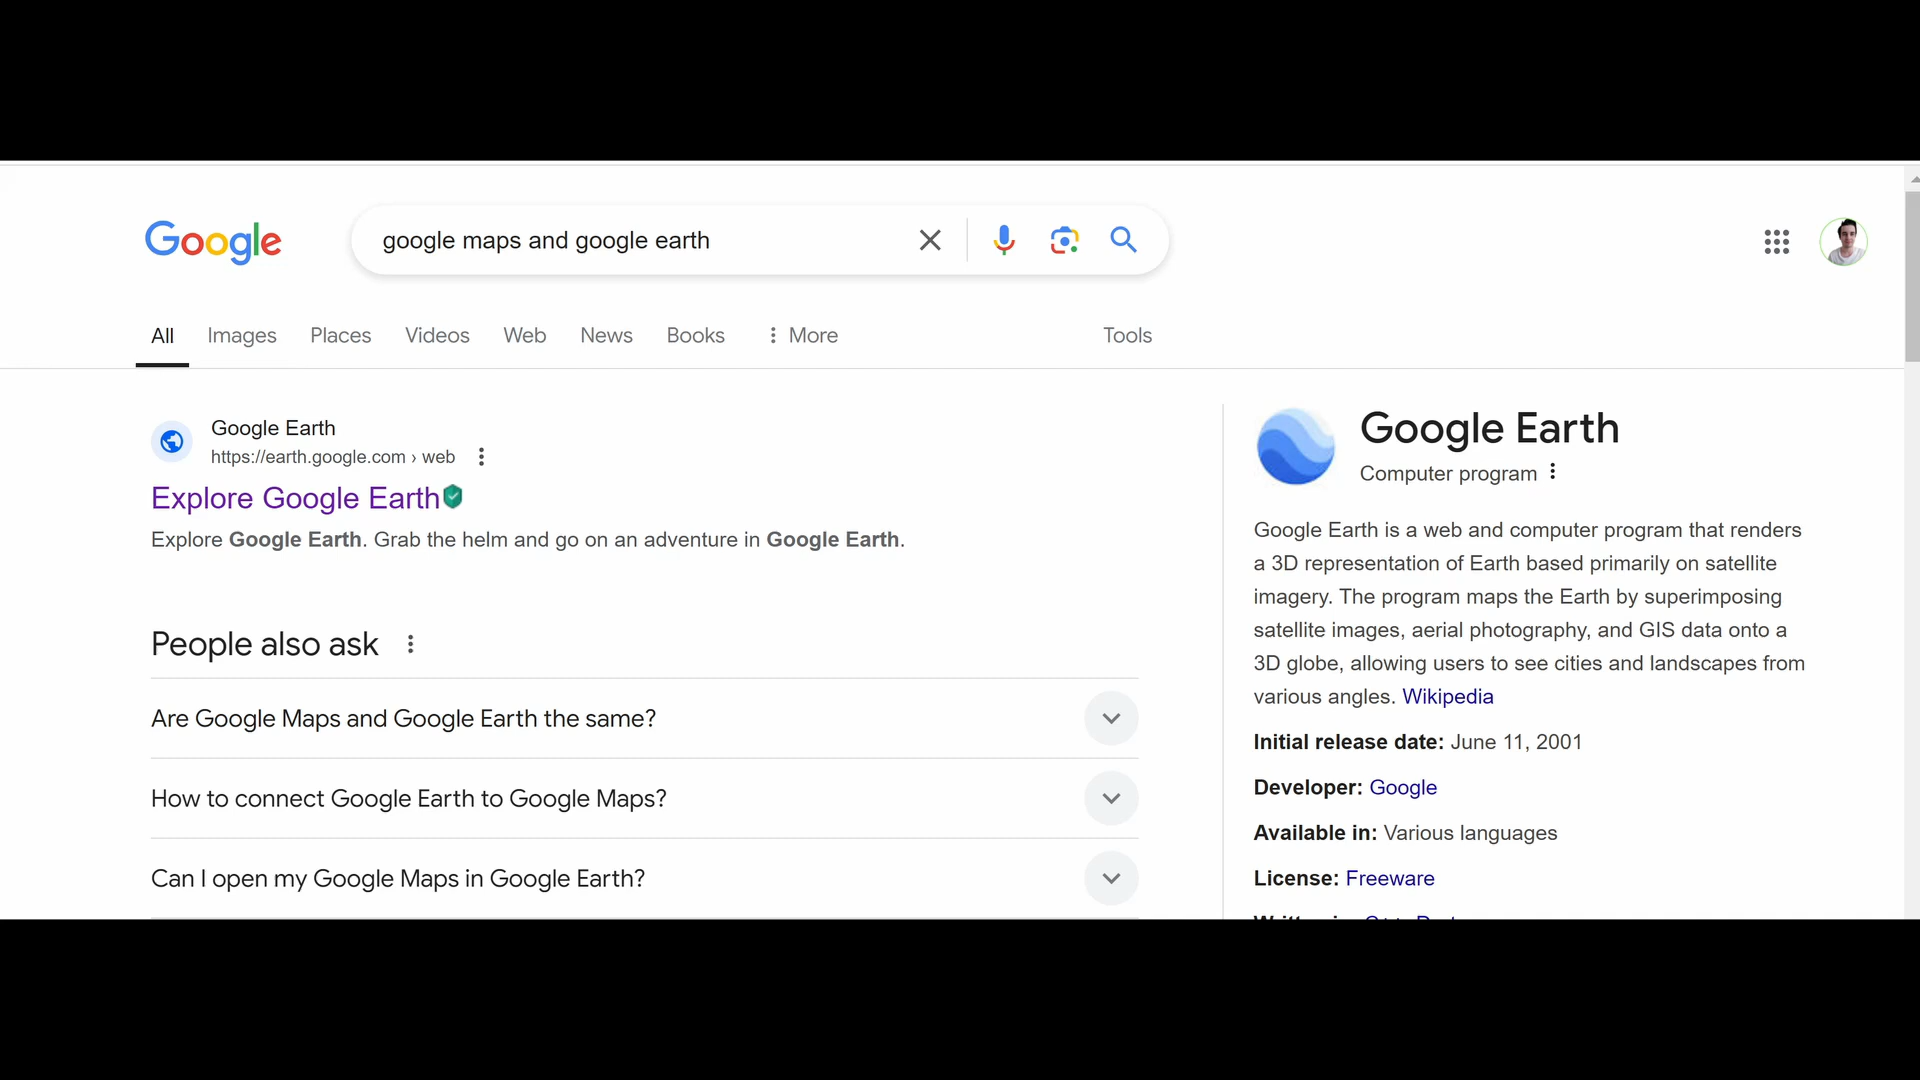 Google
google maps and google earth
All Images Places Videos Web News Books More Tools
Google Earth
https://earth.google.com › web
Explore Google Earth
Explore Google Earth. Grab the helm and go on an adventure in Google Earth.
People also ask
Are Google Maps and Google Earth the same?
How to connect Google Earth to Google Maps?
Can I open my Google Maps in Google Earth?
Google Earth
Computer program
Google Earth is a web and computer program that renders
a 3D representation of Earth based primarily on satellite
imagery. The program maps the Earth by superimposing
satellite images, aerial photography, and GIS data onto a
3D globe, allowing users to see cities and landscapes from
various angles. Wikipedia
Initial release date: June 11, 2001
Developer: Google
Available in: Various languages
License: Freeware